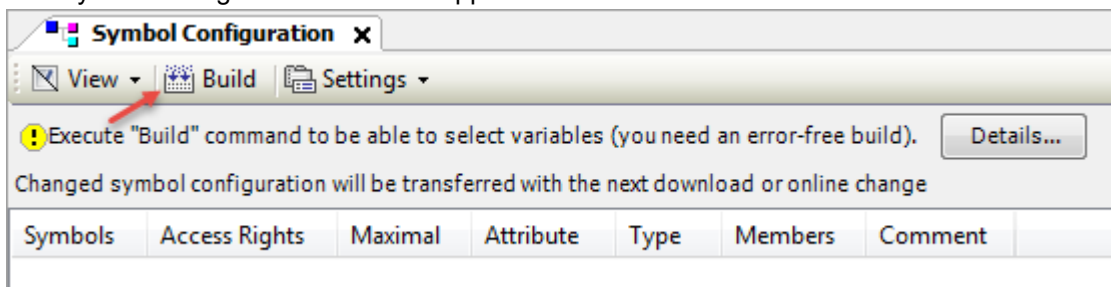 Symbol Configuration
View Build Settings
Execute "Build" command to be able to select variables (you need an error-free build). Details...
Changed symbol configuration will be transferred with the next download or online change
Symbols Access Rights Maximal Attribute Type Members Comment